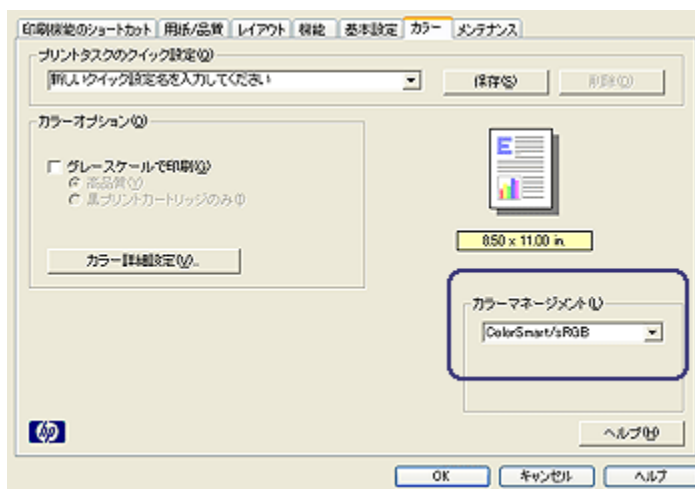 印刷機能のショートカット 用紙/品質 レイアウト 機能 基本設定 カラー メンテナンス
プリントタスクのクイック設定(Q)
新しいクイック設定名を入力してください 保存(S) 削除(D)
カラーオプション(O)
グレースケールで印刷(G)
高品質(Y)
黒プリントカートリッジのみ(I)
8.50 x 11.00 in.
カラー詳細設定(V)...
カラーマネージメント(L)
ColorSmart/sRGB
hp
ヘルプ(H)
OK キャンセル ヘルプ